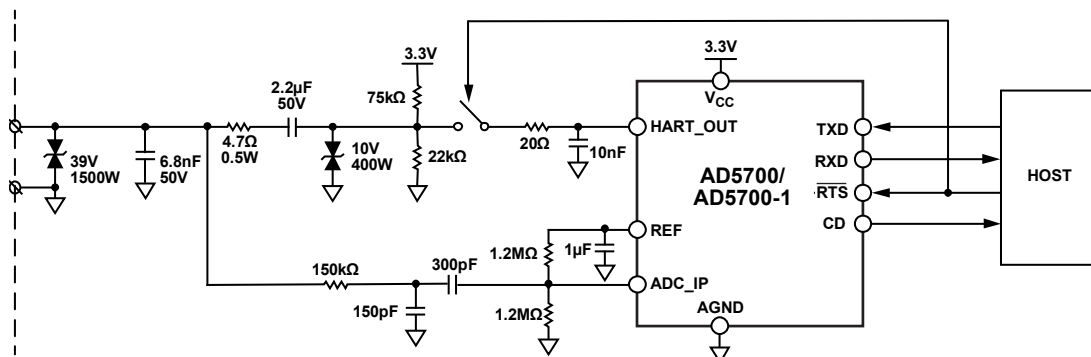 3.3V
3.3V
2.2µF
50V
75kΩ
V_CC
4.7Ω
0.5W
20Ω
HART_OUT
TXD
39V
1500W
6.8nF
50V
10V
400W
22kΩ
10nF
RXD
HOST
AD5700/
AD5700-1
RTS
CD
REF
1.2MΩ
1µF
150kΩ
300pF
ADC_IP
150pF
1.2MΩ
AGND